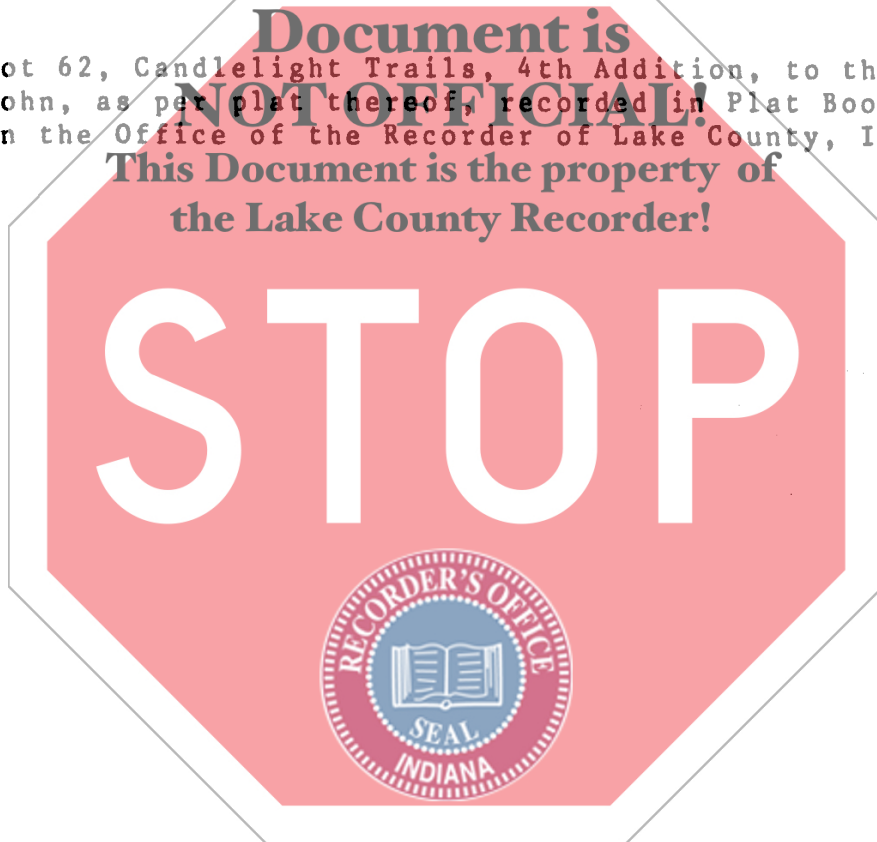 Document is
ot 62, Candlelight Trails, 4th Addition, to th
ohn, as per plat thereof, recorded in Plat Boo
NOT OFFICIAL!
n the Office of the Recorder of Lake County, I
This Document is the property of
the Lake County Recorder!
STOP
RECORDER'S OFFICE
SEAL
INDIANA